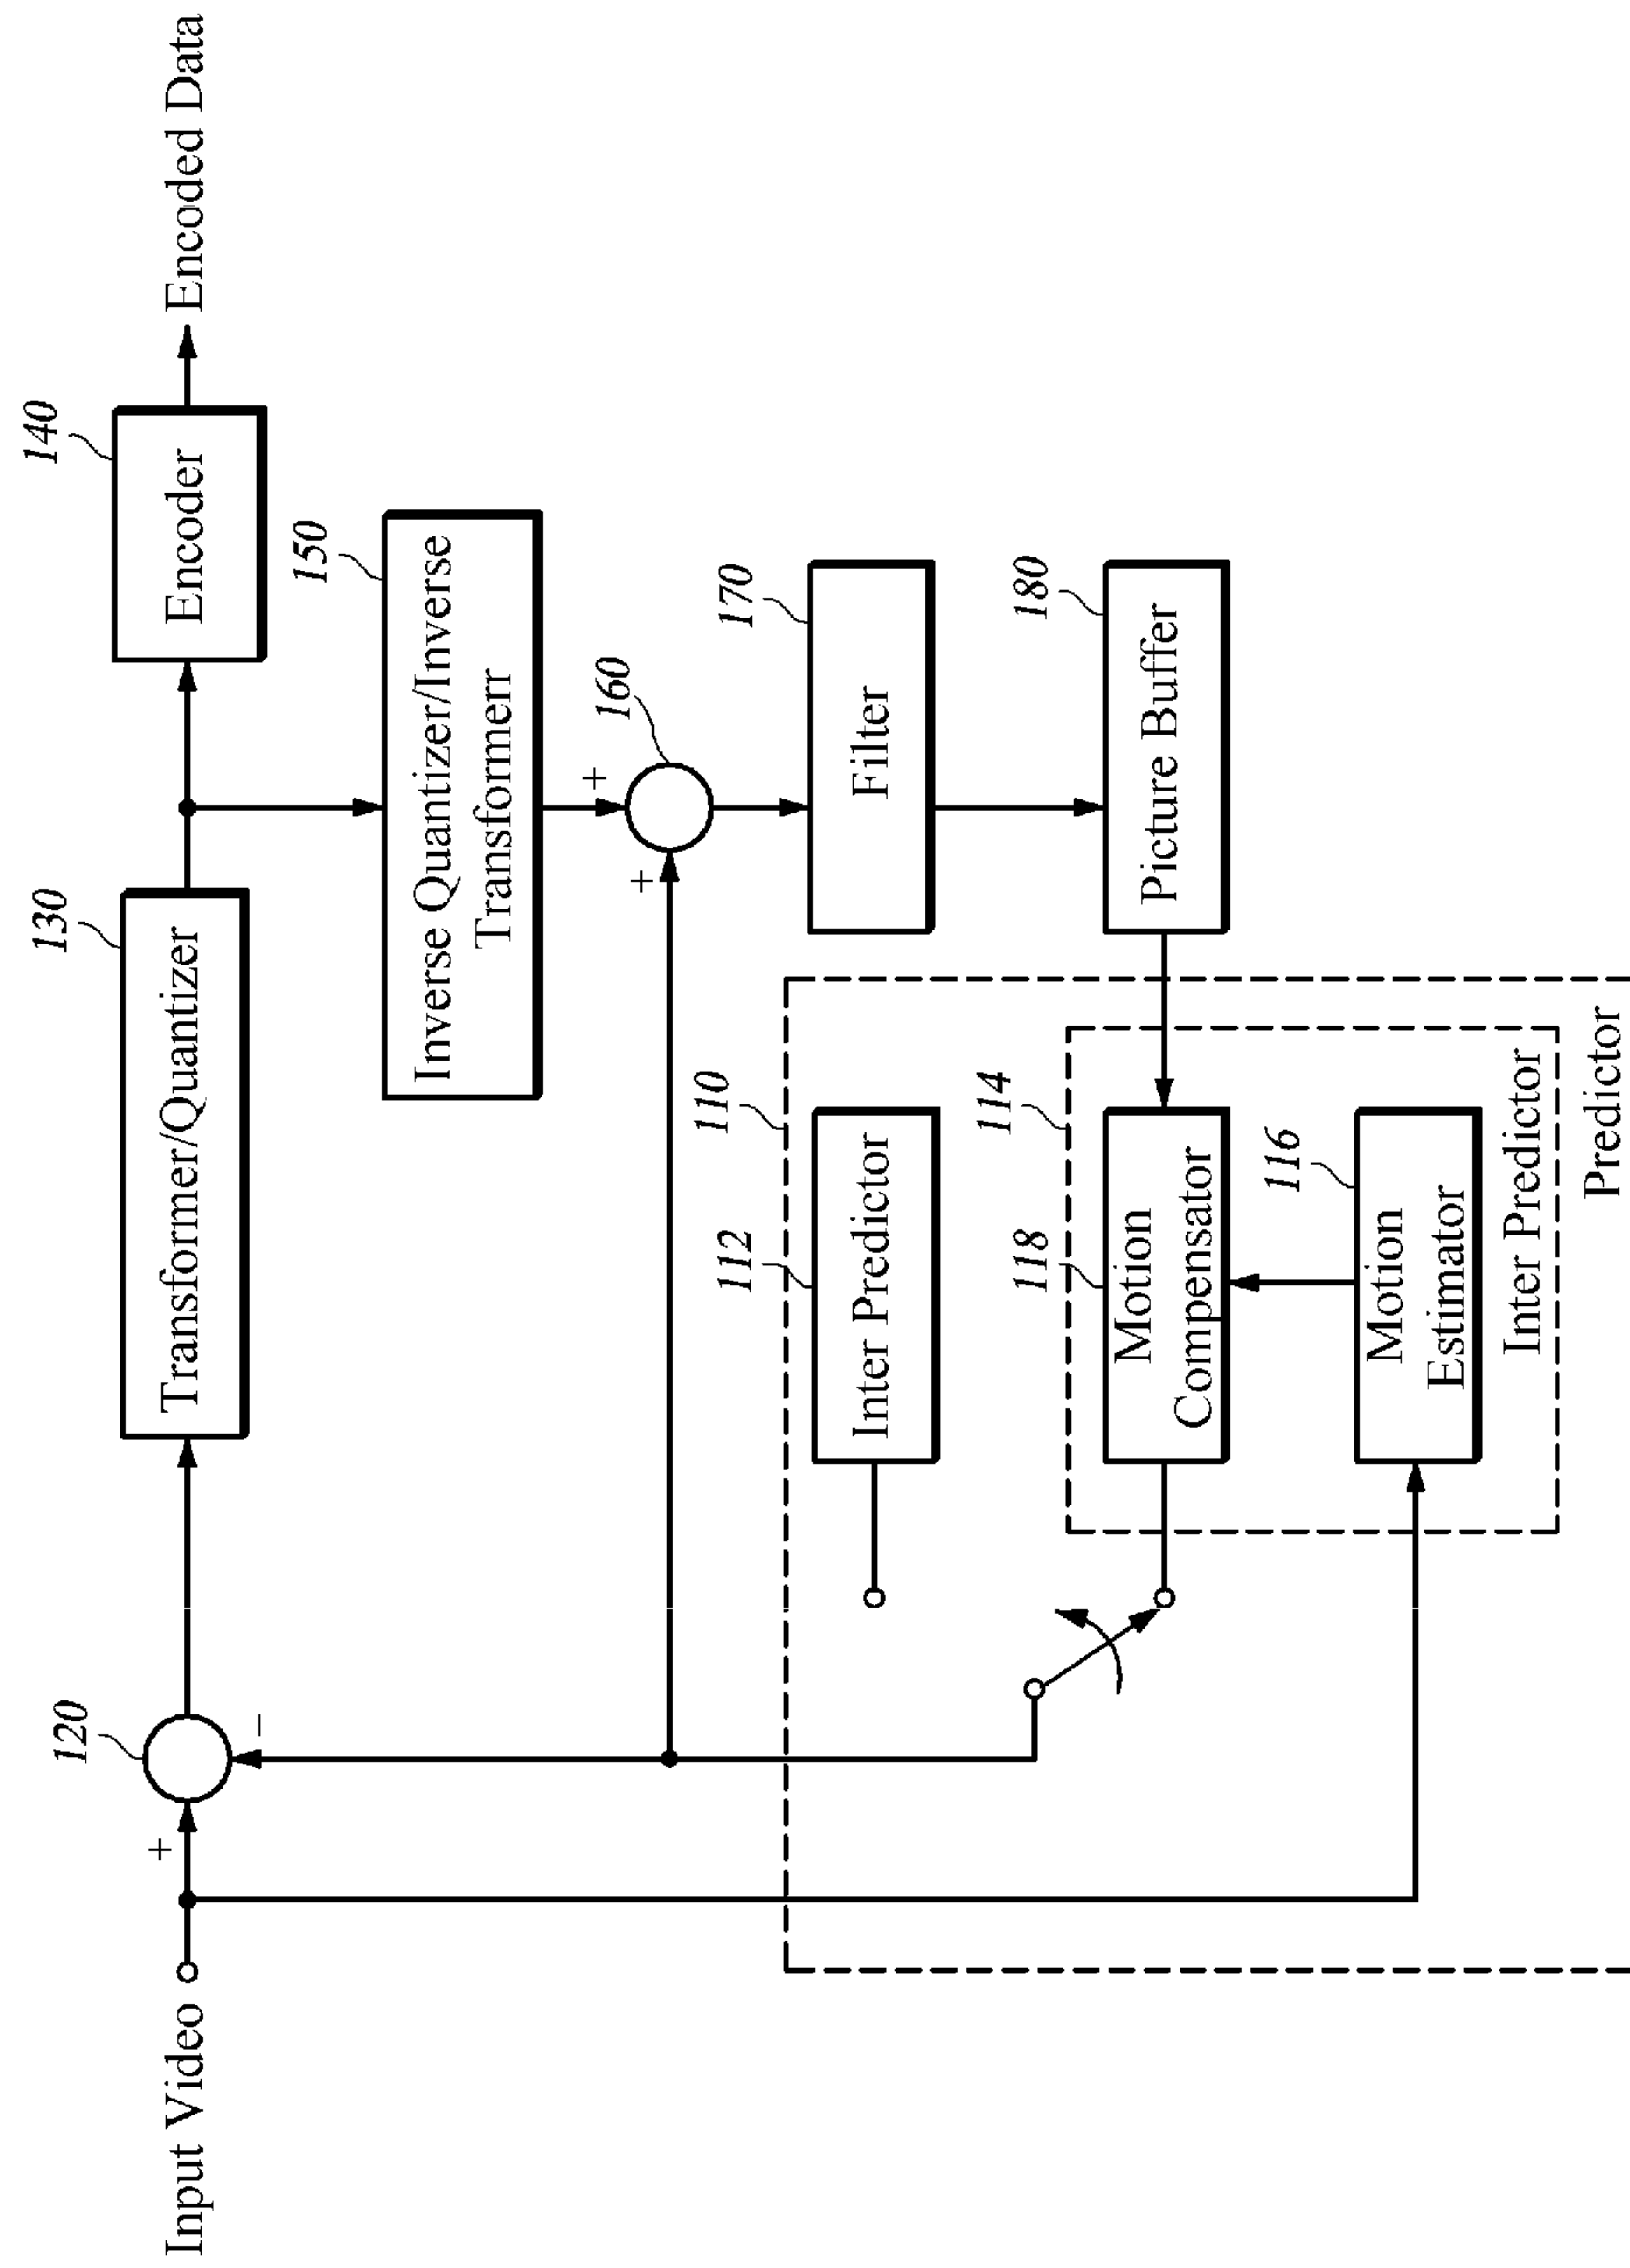 Input Video
+
120
−
130
Transformer/Quantizer
140
Encoder
Encoded Data
150
Inverse Quantizer/Inverse
Transformerr
160
+
+
170
Filter
180
Picture Buffer
110
112
Inter Predictor
114
118
Motion
Compensator
116
Motion
Estimator
Inter Predictor
Predictor